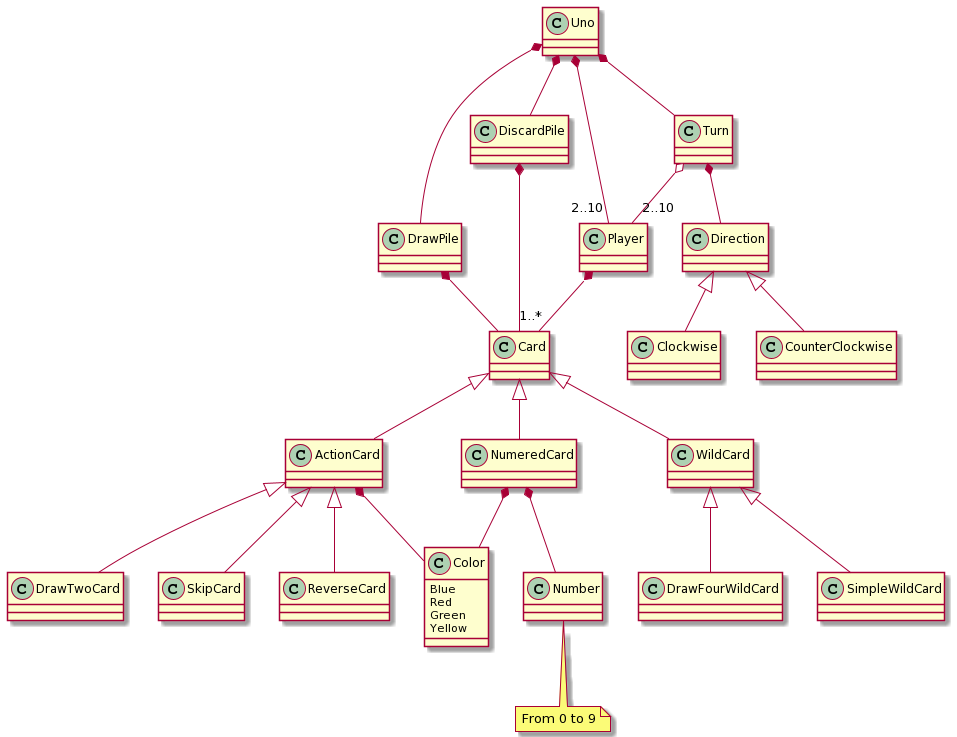 C Uno
C DiscardPile
C Turn
2..10
2..10
C DrawPile
C Player
C Direction
1..*
C Card
C Clockwise
C CounterClockwise
C ActionCard
C NumeredCard
C WildCard
C DrawTwoCard
C SkipCard
C ReverseCard
C Color
Blue
Red
Green
Yellow
C Number
C DrawFourWildCard
C SimpleWildCard
From 0 to 9